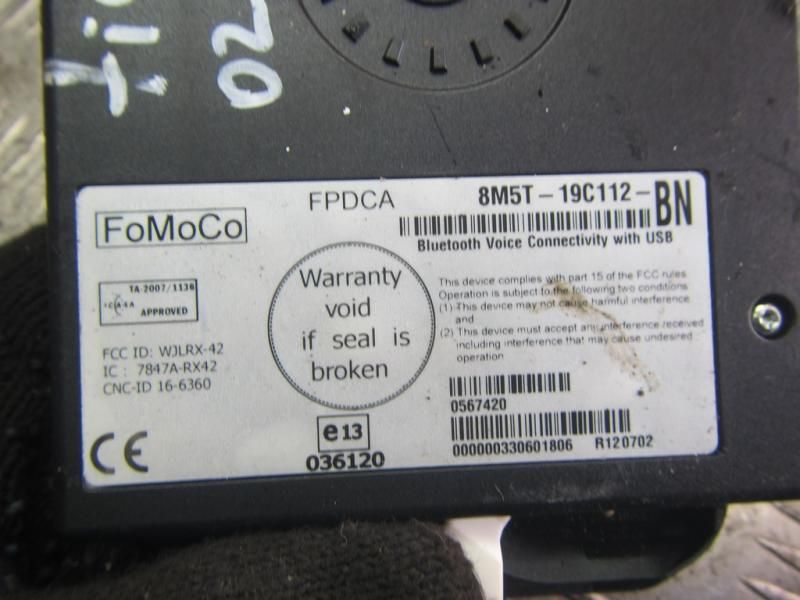 02
FPDCA
8M5T-19C112-BN
FoMoCo
Bluetooth Voice Connectivity with USB
TA-2007/1136
ICASA
APPROVED
Warranty
void
if seal is
broken
This device complies with part 15 of the FCC rules
Operation is subject to the following two conditions
(1) This device may not cause harmful interference
and
(2) This device must accept any interference received
including interference that may cause undesired
operation
FCC ID: WJLRX-42
IC: 7847A-RX42
CNC-ID 16-6360
0567420
CE
e13
036120
000000330601806
R120702